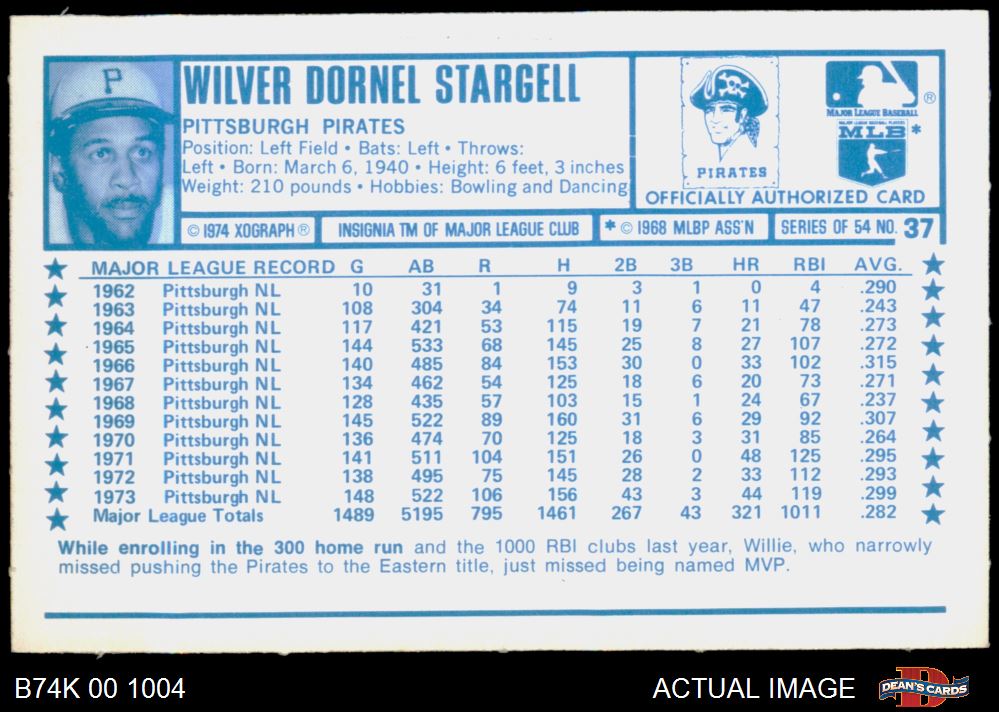 P
WILVER DORNEL STARGELL
PITTSBURGH PIRATES
Position: Left Field • Bats: Left • Throws:
Left • Born: March 6, 1940 • Height: 6 feet, 3 inches
Weight: 210 pounds • Hobbies: Bowling and Dancing
PIRATES
MAJOR LEAGUE BASEBALL ®
MAJOR LEAGUE BASEBALL PLAYERS
MLB *
OFFICIALLY AUTHORIZED CARD
© 1974 XOGRAPH ® INSIGNIA TM OF MAJOR LEAGUE CLUB * © 1968 MLBP ASS'N SERIES OF 54 NO. 37
MAJOR LEAGUE RECORD G AB R H 2B 3B HR RBI AVG.
1962 Pittsburgh NL 10 31 1 9 3 1 0 4 .290
1963 Pittsburgh NL 108 304 34 74 11 6 11 47 .243
1964 Pittsburgh NL 117 421 53 115 19 7 21 78 .273
1965 Pittsburgh NL 144 533 68 145 25 8 27 107 .272
1966 Pittsburgh NL 140 485 84 153 30 0 33 102 .315
1967 Pittsburgh NL 134 462 54 125 18 6 20 73 .271
1968 Pittsburgh NL 128 435 57 103 15 1 24 67 .237
1969 Pittsburgh NL 145 522 89 160 31 6 29 92 .307
1970 Pittsburgh NL 136 474 70 125 18 3 31 85 .264
1971 Pittsburgh NL 141 511 104 151 26 0 48 125 .295
1972 Pittsburgh NL 138 495 75 145 28 2 33 112 .293
1973 Pittsburgh NL 148 522 106 156 43 3 44 119 .299
Major League Totals 1489 5195 795 1461 267 43 321 1011 .282
While enrolling in the 300 home run and the 1000 RBI clubs last year, Willie, who narrowly
missed pushing the Pirates to the Eastern title, just missed being named MVP.
B74K 00 1004
ACTUAL IMAGE
D
DEAN'S CARDS